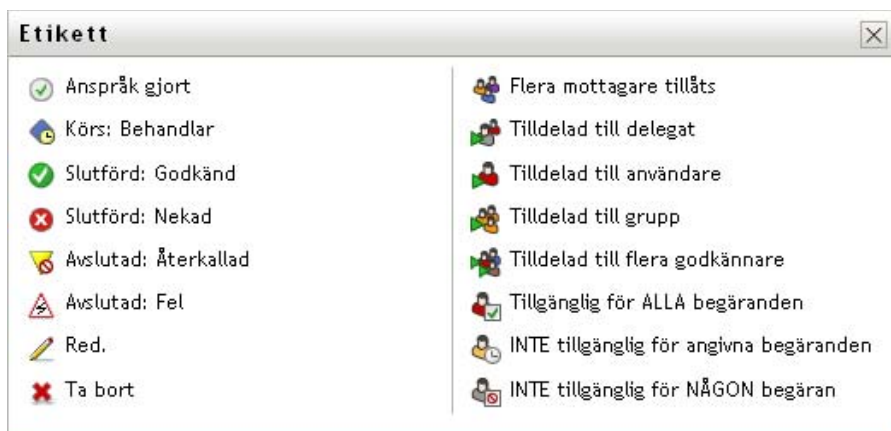 Etikett
Anspråk gjort
Körs: Behandlar
Slutförd: Godkänd
Slutförd: Nekad
Avslutad: Återkallad
Avslutad: Fel
Red.
Ta bort
Flera mottagare tillåts
Tilldelad till delegat
Tilldelad till användare
Tilldelad till grupp
Tilldelad till flera godkännare
Tillgänglig för ALLA begäranden
INTE tillgänglig för angivna begäranden
INTE tillgänglig för NÅGON begäran